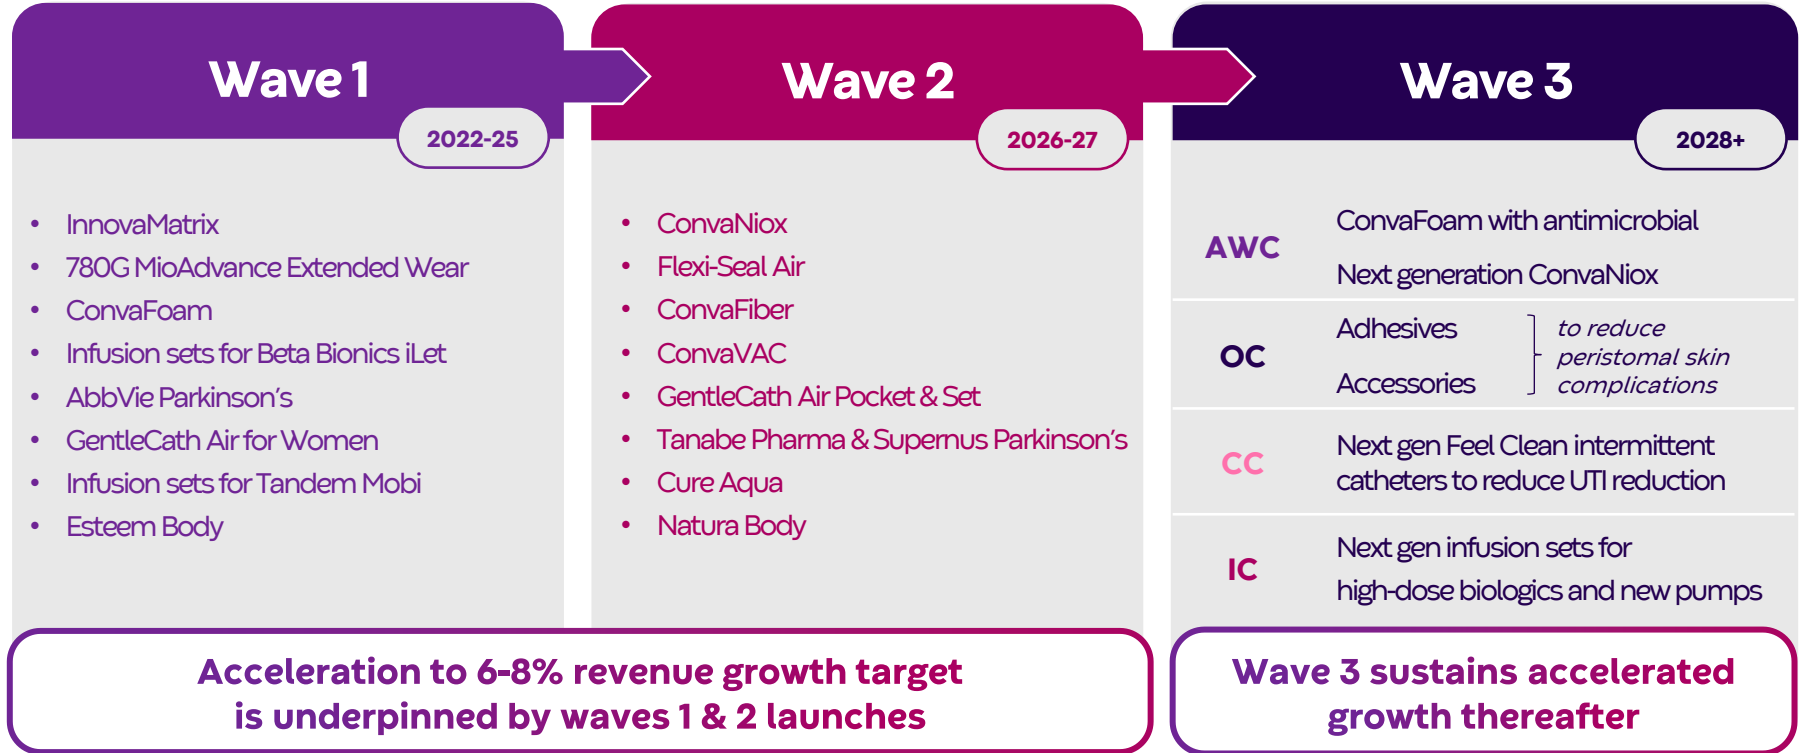 Wave 1
2022-25
• InnovaMatrix
• 780G MioAdvance Extended Wear
• ConvaFoam
• Infusion sets for Beta Bionics iLet
• AbbVie Parkinson's
• GentleCath Air for Women
• Infusion sets for Tandem Mobi
• Esteem Body
Wave 2
2026-27
• ConvaNiox
• Flexi-Seal Air
• ConvaFiber
• ConvaVAC
• GentleCath Air Pocket & Set
• Tanabe Pharma & Supernus Parkinson's
• Cure Aqua
• Natura Body
Acceleration to 6-8% revenue growth target
is underpinned by waves 1 & 2 launches
Wave 3
2028+
AWC
ConvaFoam with antimicrobial
Next generation ConvaNiox
OC
Adhesives
Accessories
to reduce
peristomal skin
complications
CC
Next gen Feel Clean intermittent
catheters to reduce UTI reduction
IC
Next gen infusion sets for
high-dose biologics and new pumps
Wave 3 sustains accelerated
growth thereafter